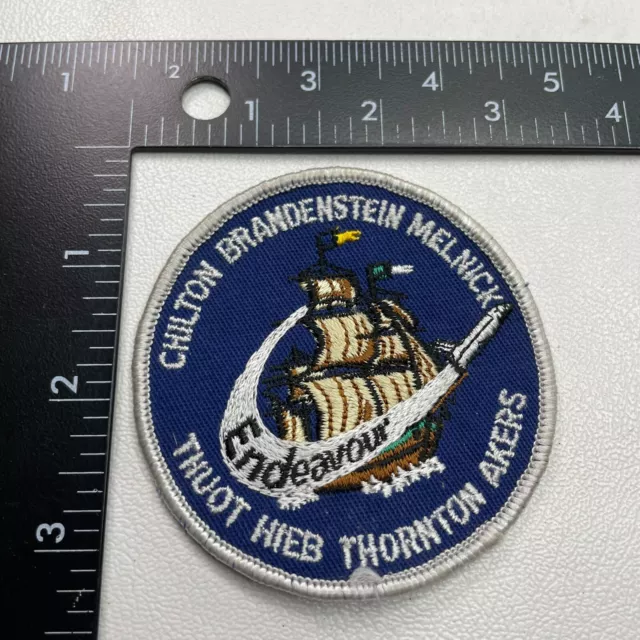 1 2 3 4 5
1 2 3 4
1
2
3
CHILTON BRANDENSTEIN MELNICK
Endeavour
THUOT HIEB THORNTON AKERS